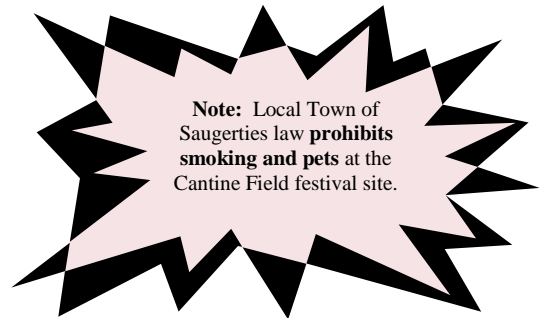 Note: Local Town of
Saugerties law prohibits
smoking and pets at the
Cantine Field festival site.